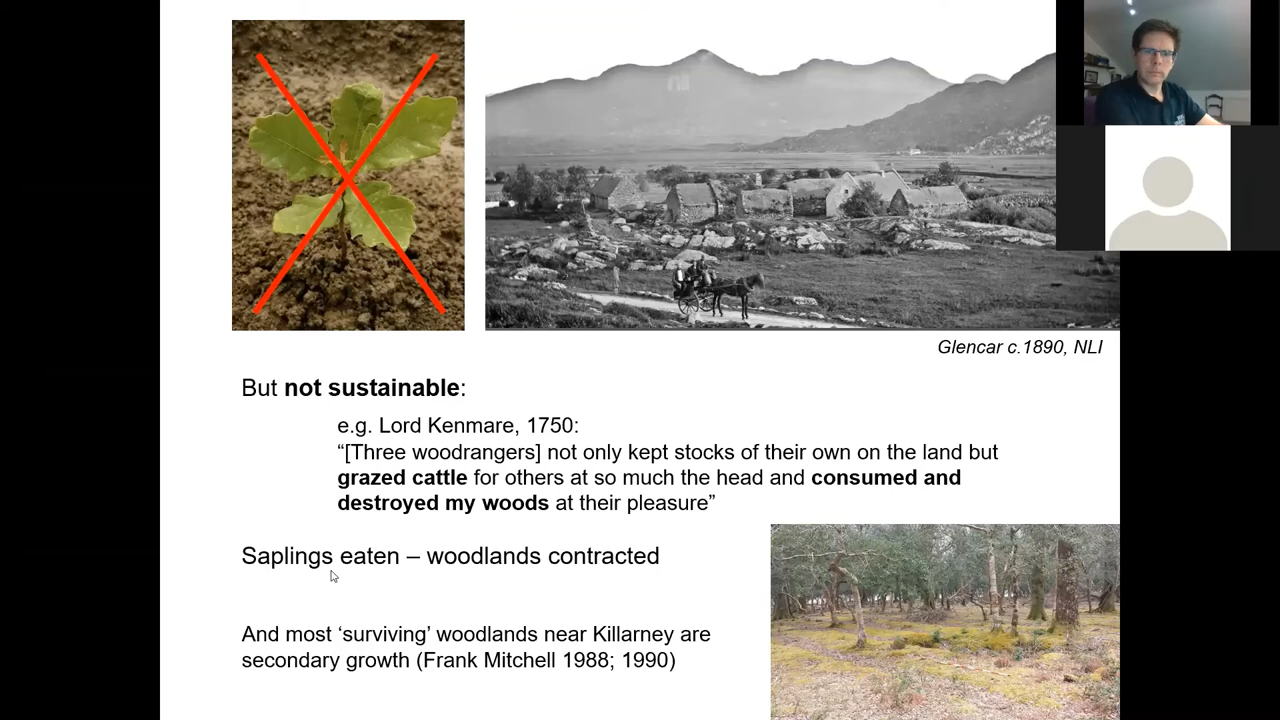 Glencar c.1890, NLI
But not sustainable:
e.g. Lord Kenmare, 1750:
“[Three woodrangers] not only kept stocks of their own on the land but
grazed cattle for others at so much the head and consumed and
destroyed my woods at their pleasure”
Saplings eaten – woodlands contracted
And most ‘surviving’ woodlands near Killarney are
secondary growth (Frank Mitchell 1988; 1990)